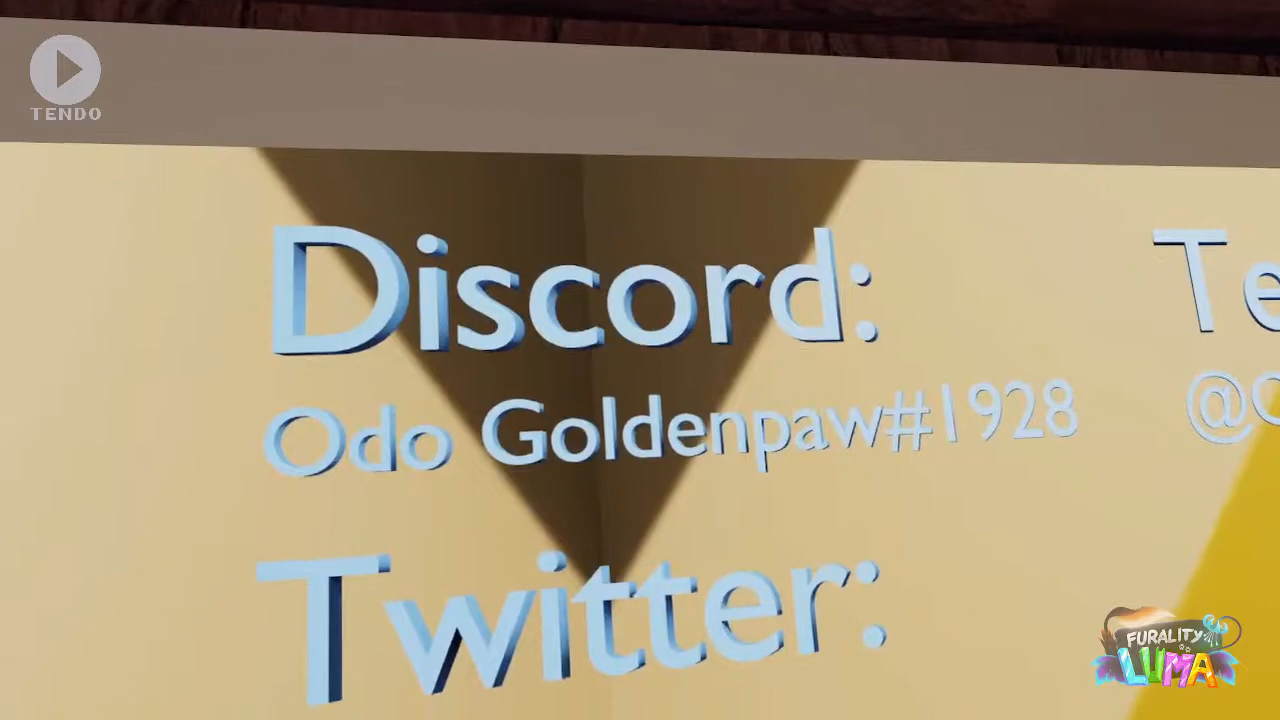 TENDO
Discord:
Odo Goldenpaw#1928
Twitter:
FURALITY
LUMA